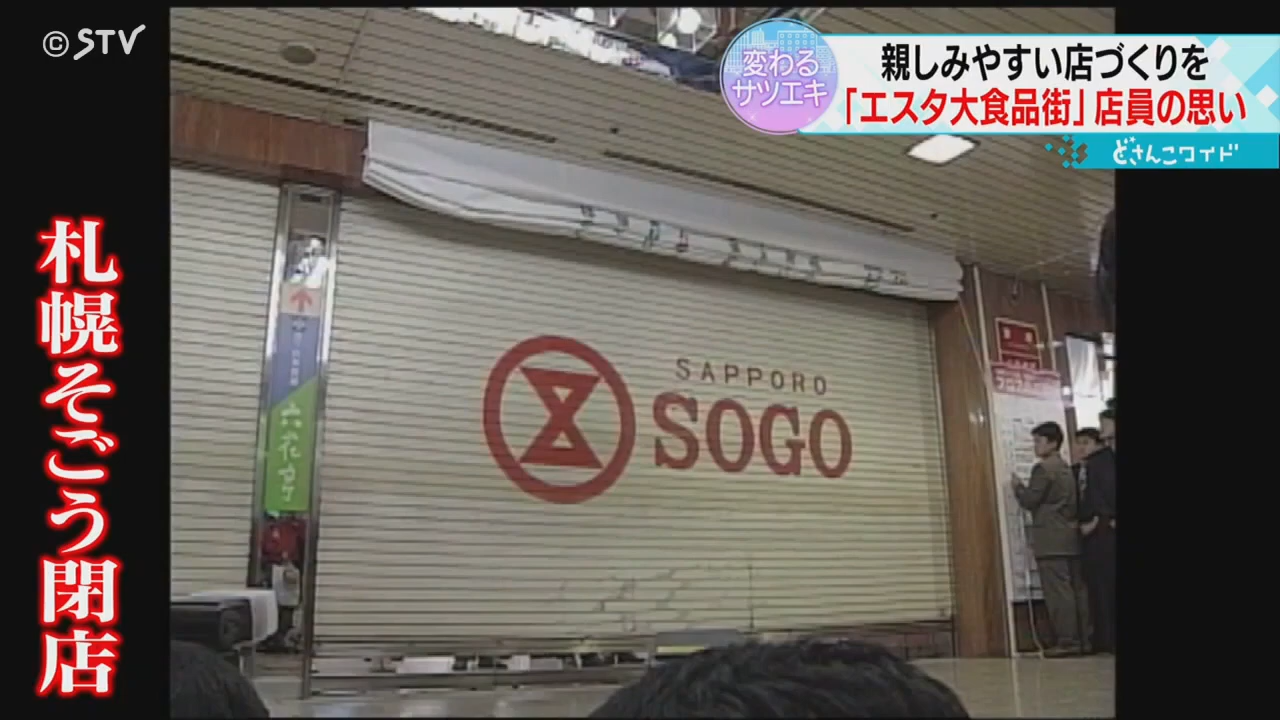 © STV
変わる
サツエキ
親しみやすい店づくりを
「エスタ大食品街」店員の思い
どさんこワイド
札幌そごう閉店
SAPPORO
SOGO
六花亭